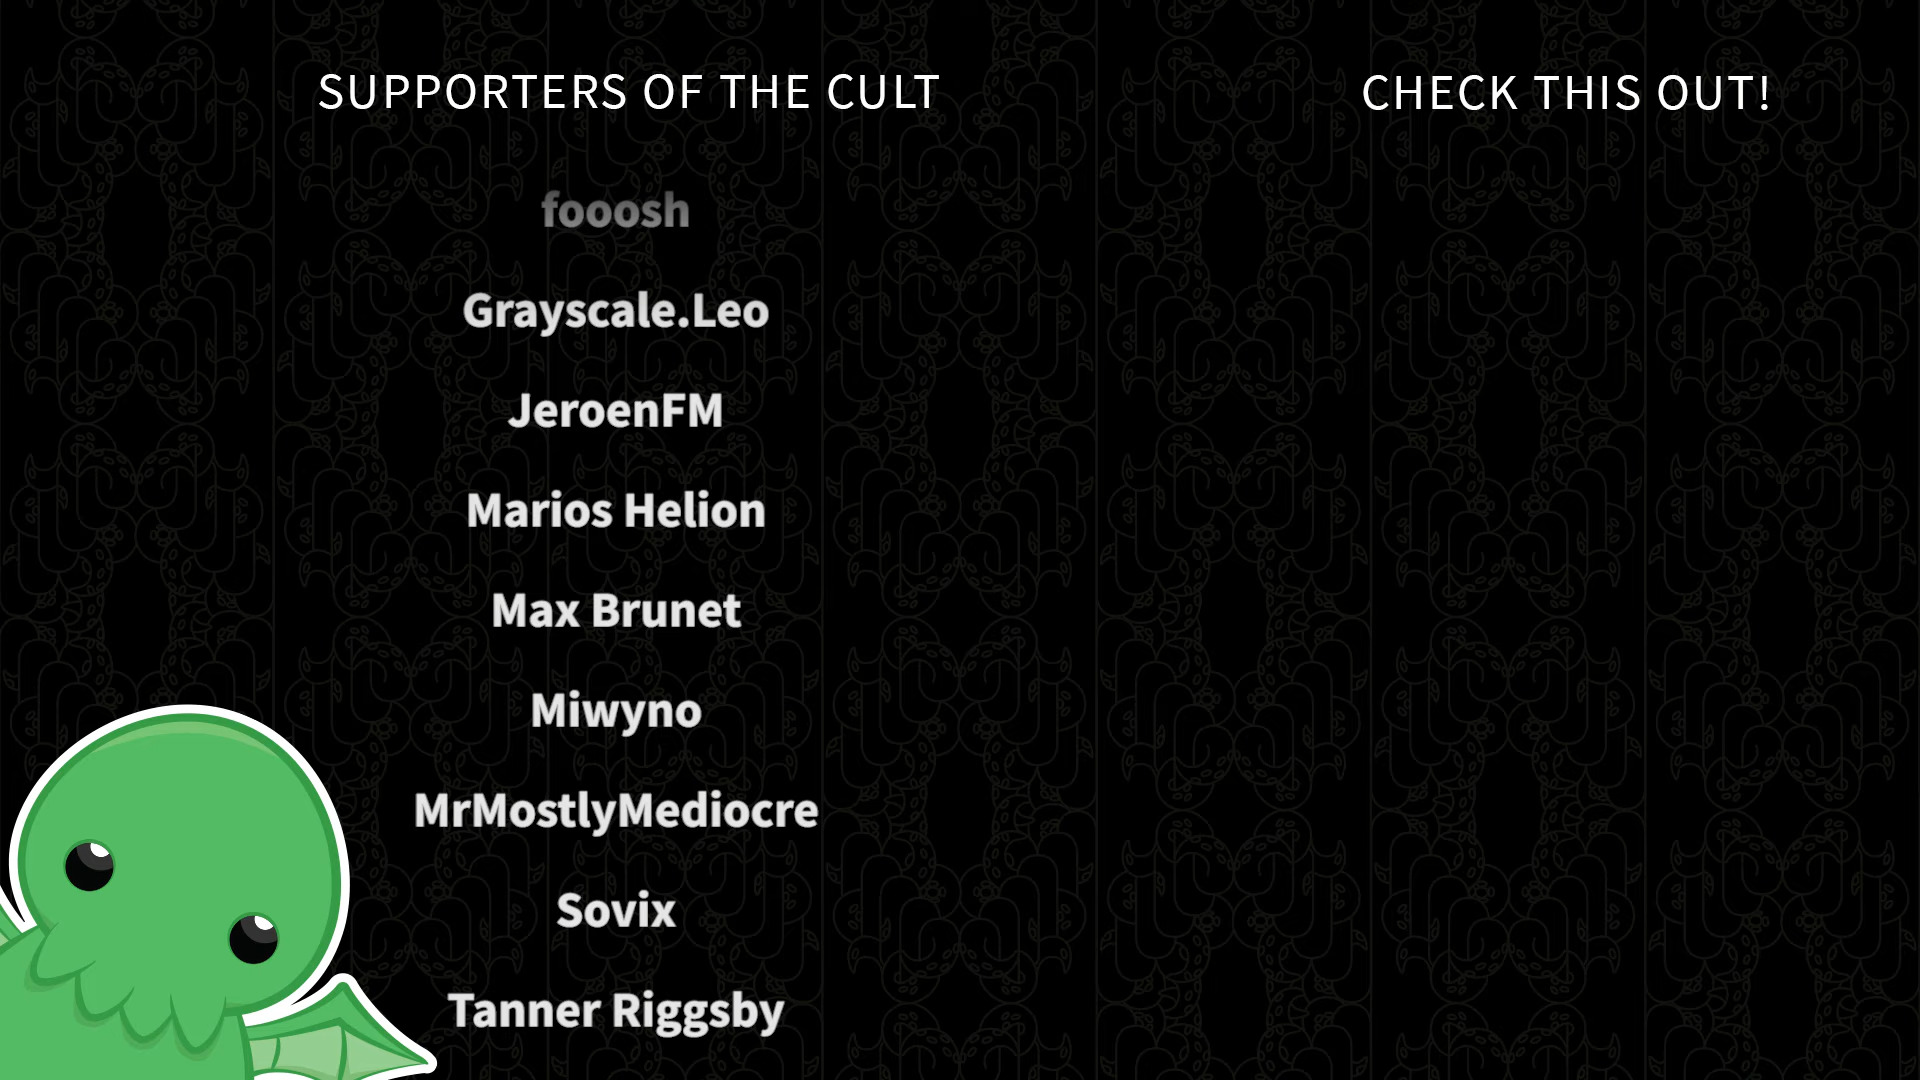 SUPPORTERS OF THE CULT
CHECK THIS OUT!
fooosh
Grayscale.Leo
JeroenFM
Marios Helion
Max Brunet
Miwyno
MrMostlyMediocre
Sovix
Tanner Riggsby